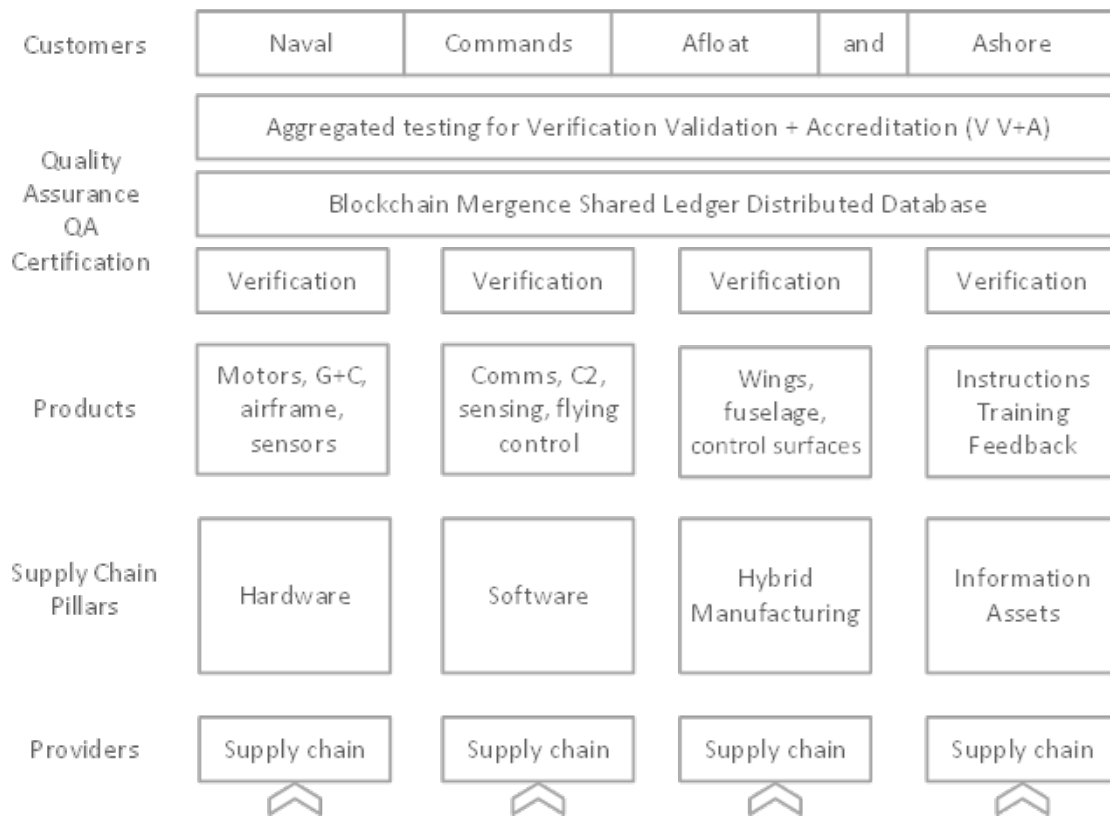 Customers
Naval
Commands
Afloat
and
Ashore
Aggregated testing for Verification Validation + Accreditation (V V+A)
Quality
Assurance
QA
Certification
Blockchain Mergence Shared Ledger Distributed Database
Verification
Verification
Verification
Verification
Products
Motors, G+C,
airframe,
sensors
Comms, C2,
sensing, flying
control
Wings,
fuselage,
control surfaces
Instructions
Training
Feedback
Supply Chain
Pillars
Hardware
Software
Hybrid
Manufacturing
Information
Assets
Providers
Supply chain
Supply chain
Supply chain
Supply chain